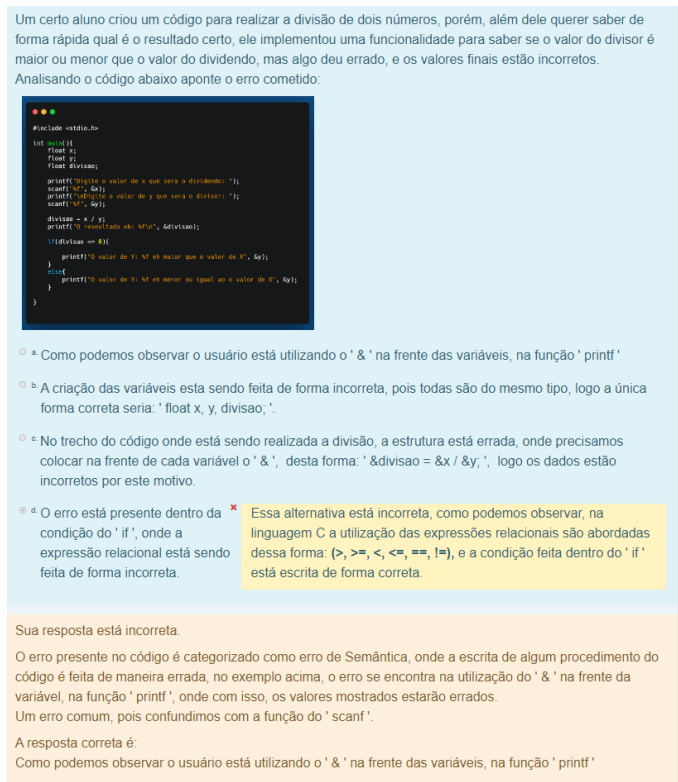 Um certo aluno criou um código para realizar a divisão de dois números, porém, além dele querer saber de
forma rápida qual é o resultado certo, ele implementou uma funcionalidade para saber se o valor do divisor é
maior ou menor que o valor do dividendo, mas algo deu errado, e os valores finais estão incorretos.
Analisando o código abaixo aponte o erro cometido:
#include <stdio.h>
int main(){
float x;
float y;
float divisao;
printf("Digite o valor de x que sera o dividendo: ");
scanf("%f", &x);
printf("\nDigite o valor de y que sera o divisor: ");
scanf("%f", &y);
divisao = x / y;
printf("O reseultado eh: %f\n", &divisao);
if(divisao <= 0){
printf("O valor de Y: %f eh maior que o valor de X", &y);
}
else{
printf("O valor de Y: %f eh menor ou igual ao o valor de X", &y);
}
}
a. Como podemos observar o usuário está utilizando o ' & ' na frente das variáveis, na função ' printf '
b. A criação das variáveis esta sendo feita de forma incorreta, pois todas são do mesmo tipo, logo a única
forma correta seria: ' float x, y, divisao; '.
c. No trecho do código onde está sendo realizada a divisão, a estrutura está errada, onde precisamos
colocar na frente de cada variável o ' & ', desta forma: ' &divisao = &x / &y; ', logo os dados estão
incorretos por este motivo.
d. O erro está presente dentro da
condição do ' if ', onde a
expressão relacional está sendo
feita de forma incorreta.
Essa alternativa está incorreta, como podemos observar, na
linguagem C a utilização das expressões relacionais são abordadas
dessa forma: (>, >=, <, <=, ==, !=), e a condição feita dentro do ' if '
está escrita de forma correta.
Sua resposta está incorreta.
O erro presente no código é categorizado como erro de Semântica, onde a escrita de algum procedimento do
código é feita de maneira errada, no exemplo acima, o erro se encontra na utilização do ' & ' na frente da
variável, na função ' printf ', onde com isso, os valores mostrados estarão errados.
Um erro comum, pois confundimos com a função do ' scanf '.
A resposta correta é:
Como podemos observar o usuário está utilizando o ' & ' na frente das variáveis, na função ' printf '